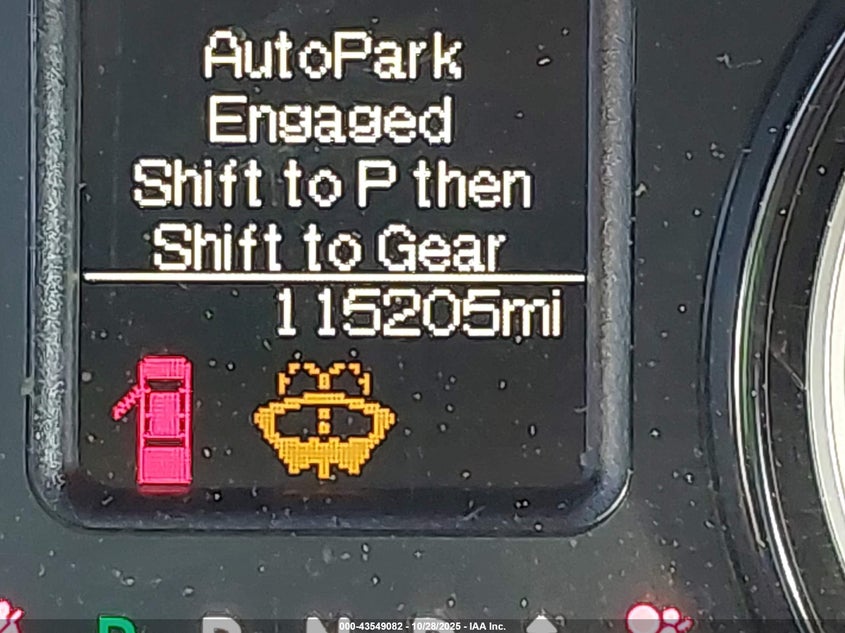 AutoPark
Engaged
Shift to P then
Shift to Gear
115205mi
P R N D
000-43549082 - 10/28/2025 - IAA Inc.